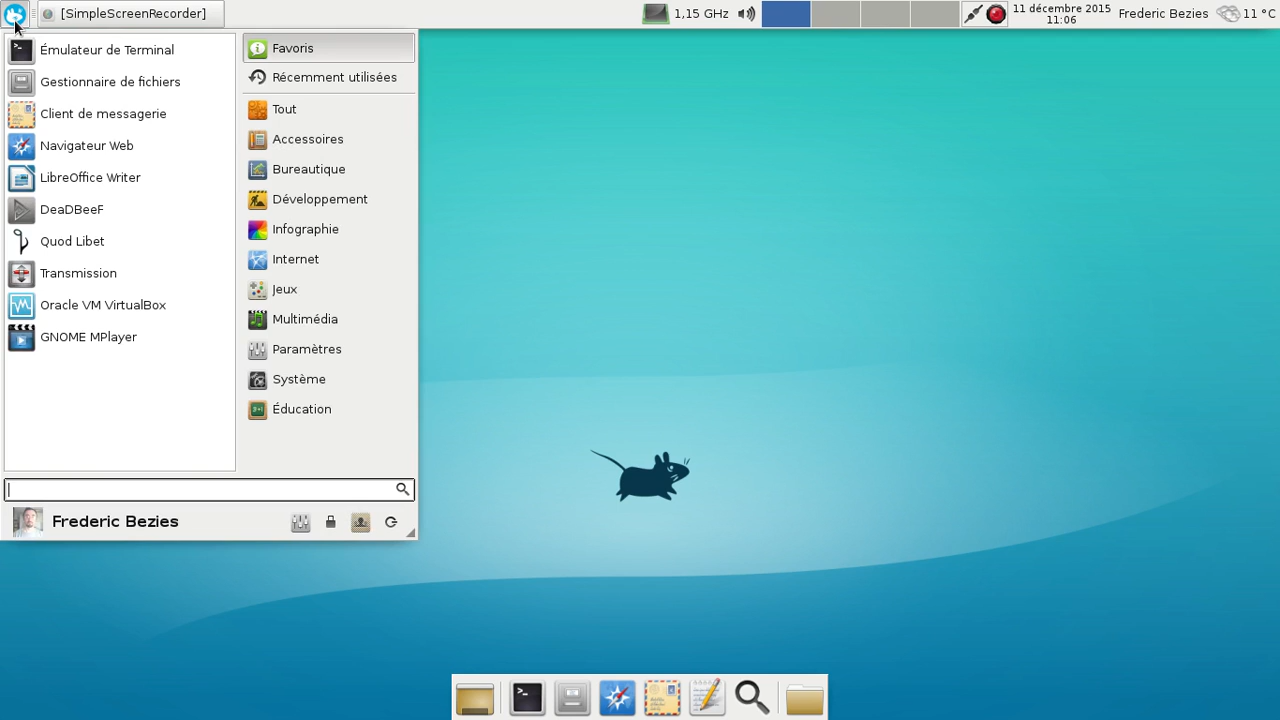 [SimpleScreenRecorder]
1,15 GHz
11 décembre 2015
11:06
Frederic Bezies
11 °C
Émulateur de Terminal
Gestionnaire de fichiers
Client de messagerie
Navigateur Web
LibreOffice Writer
DeaDBeeF
Quod Libet
Transmission
Oracle VM VirtualBox
GNOME MPlayer
Favoris
Récemment utilisées
Tout
Accessoires
Bureautique
Développement
Infographie
Internet
Jeux
Multimédia
Paramètres
Système
Éducation
Frederic Bezies